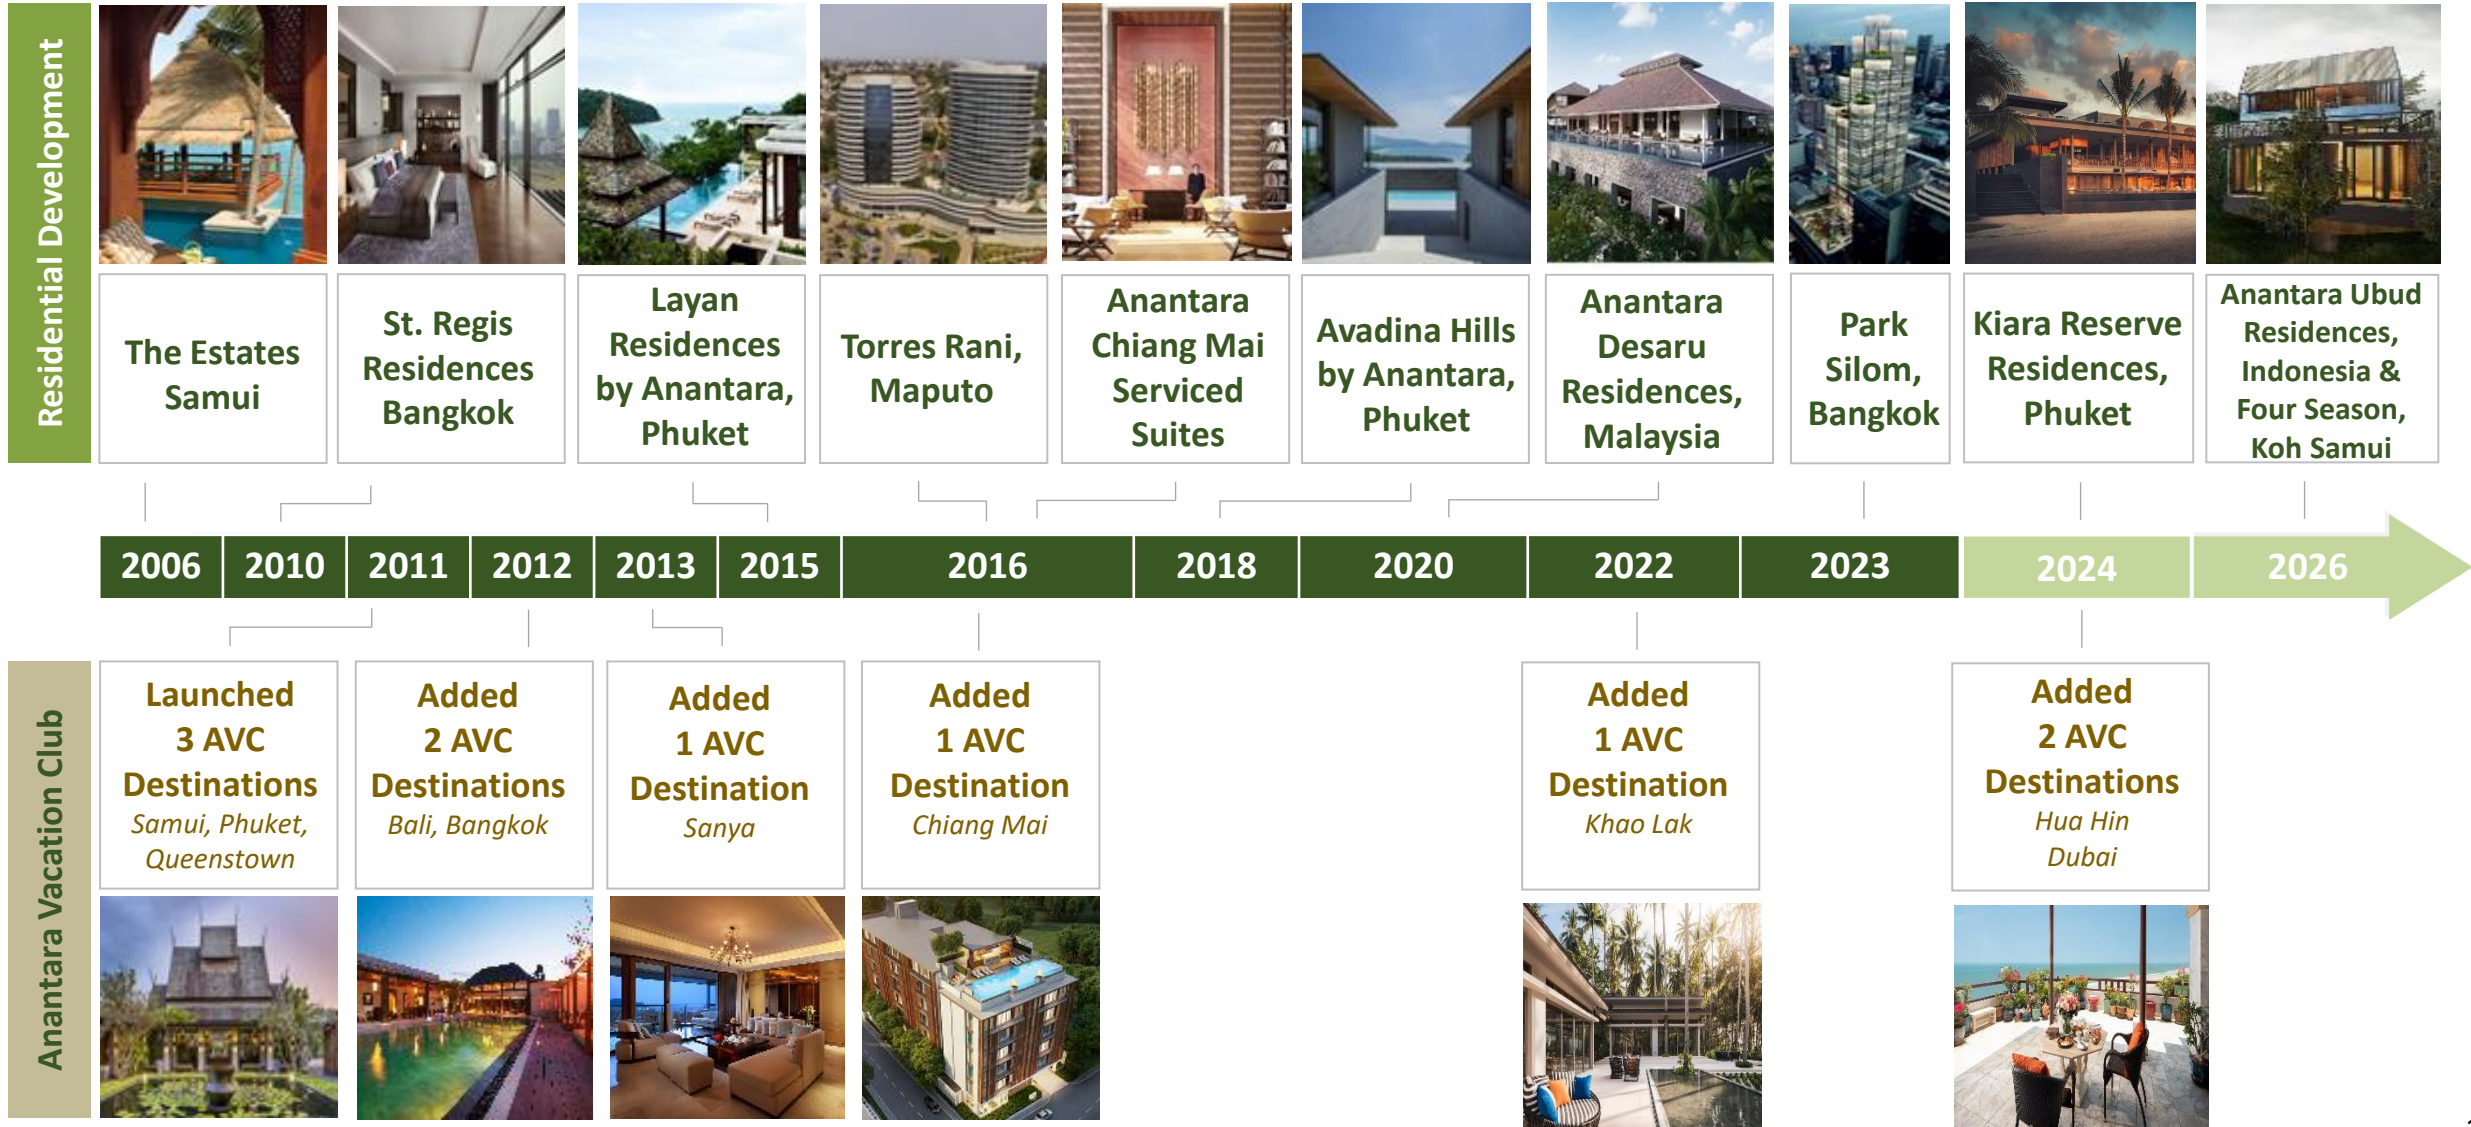 Residential Development
The Estates
Samui
St. Regis
Residences
Bangkok
Layan
Residences
by Anantara,
Phuket
Torres Rani,
Maputo
Anantara
Chiang Mai
Serviced
Suites
Avadina Hills
by Anantara,
Phuket
Anantara
Desaru
Residences,
Malaysia
Park
Silom,
Bangkok
Kiara Reserve
Residences,
Phuket
Anantara Ubud
Residences,
Indonesia &
Four Season,
Koh Samui
2006 2010 2011 2012 2013 2015 2016 2018 2020 2022 2023 2024 2026
Anantara Vacation Club
Launched
3 AVC
Destinations
Samui, Phuket,
Queenstown
Added
2 AVC
Destinations
Bali, Bangkok
Added
1 AVC
Destination
Sanya
Added
1 AVC
Destination
Chiang Mai
Added
1 AVC
Destination
Khao Lak
Added
2 AVC
Destinations
Hua Hin
Dubai